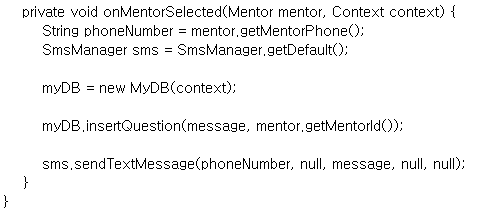 private void onMentorSelected(Mentor mentor, Context context) {
String phoneNumber = mentor.getMentorPhone();
SmsManager sms = SmsManager.getDefault();
myDB = new MyDB(context);
myDB.insertQuestion(message, mentor.getMentorId());
sms.sendTextMessage(phoneNumber, null, message, null, null);
}
}